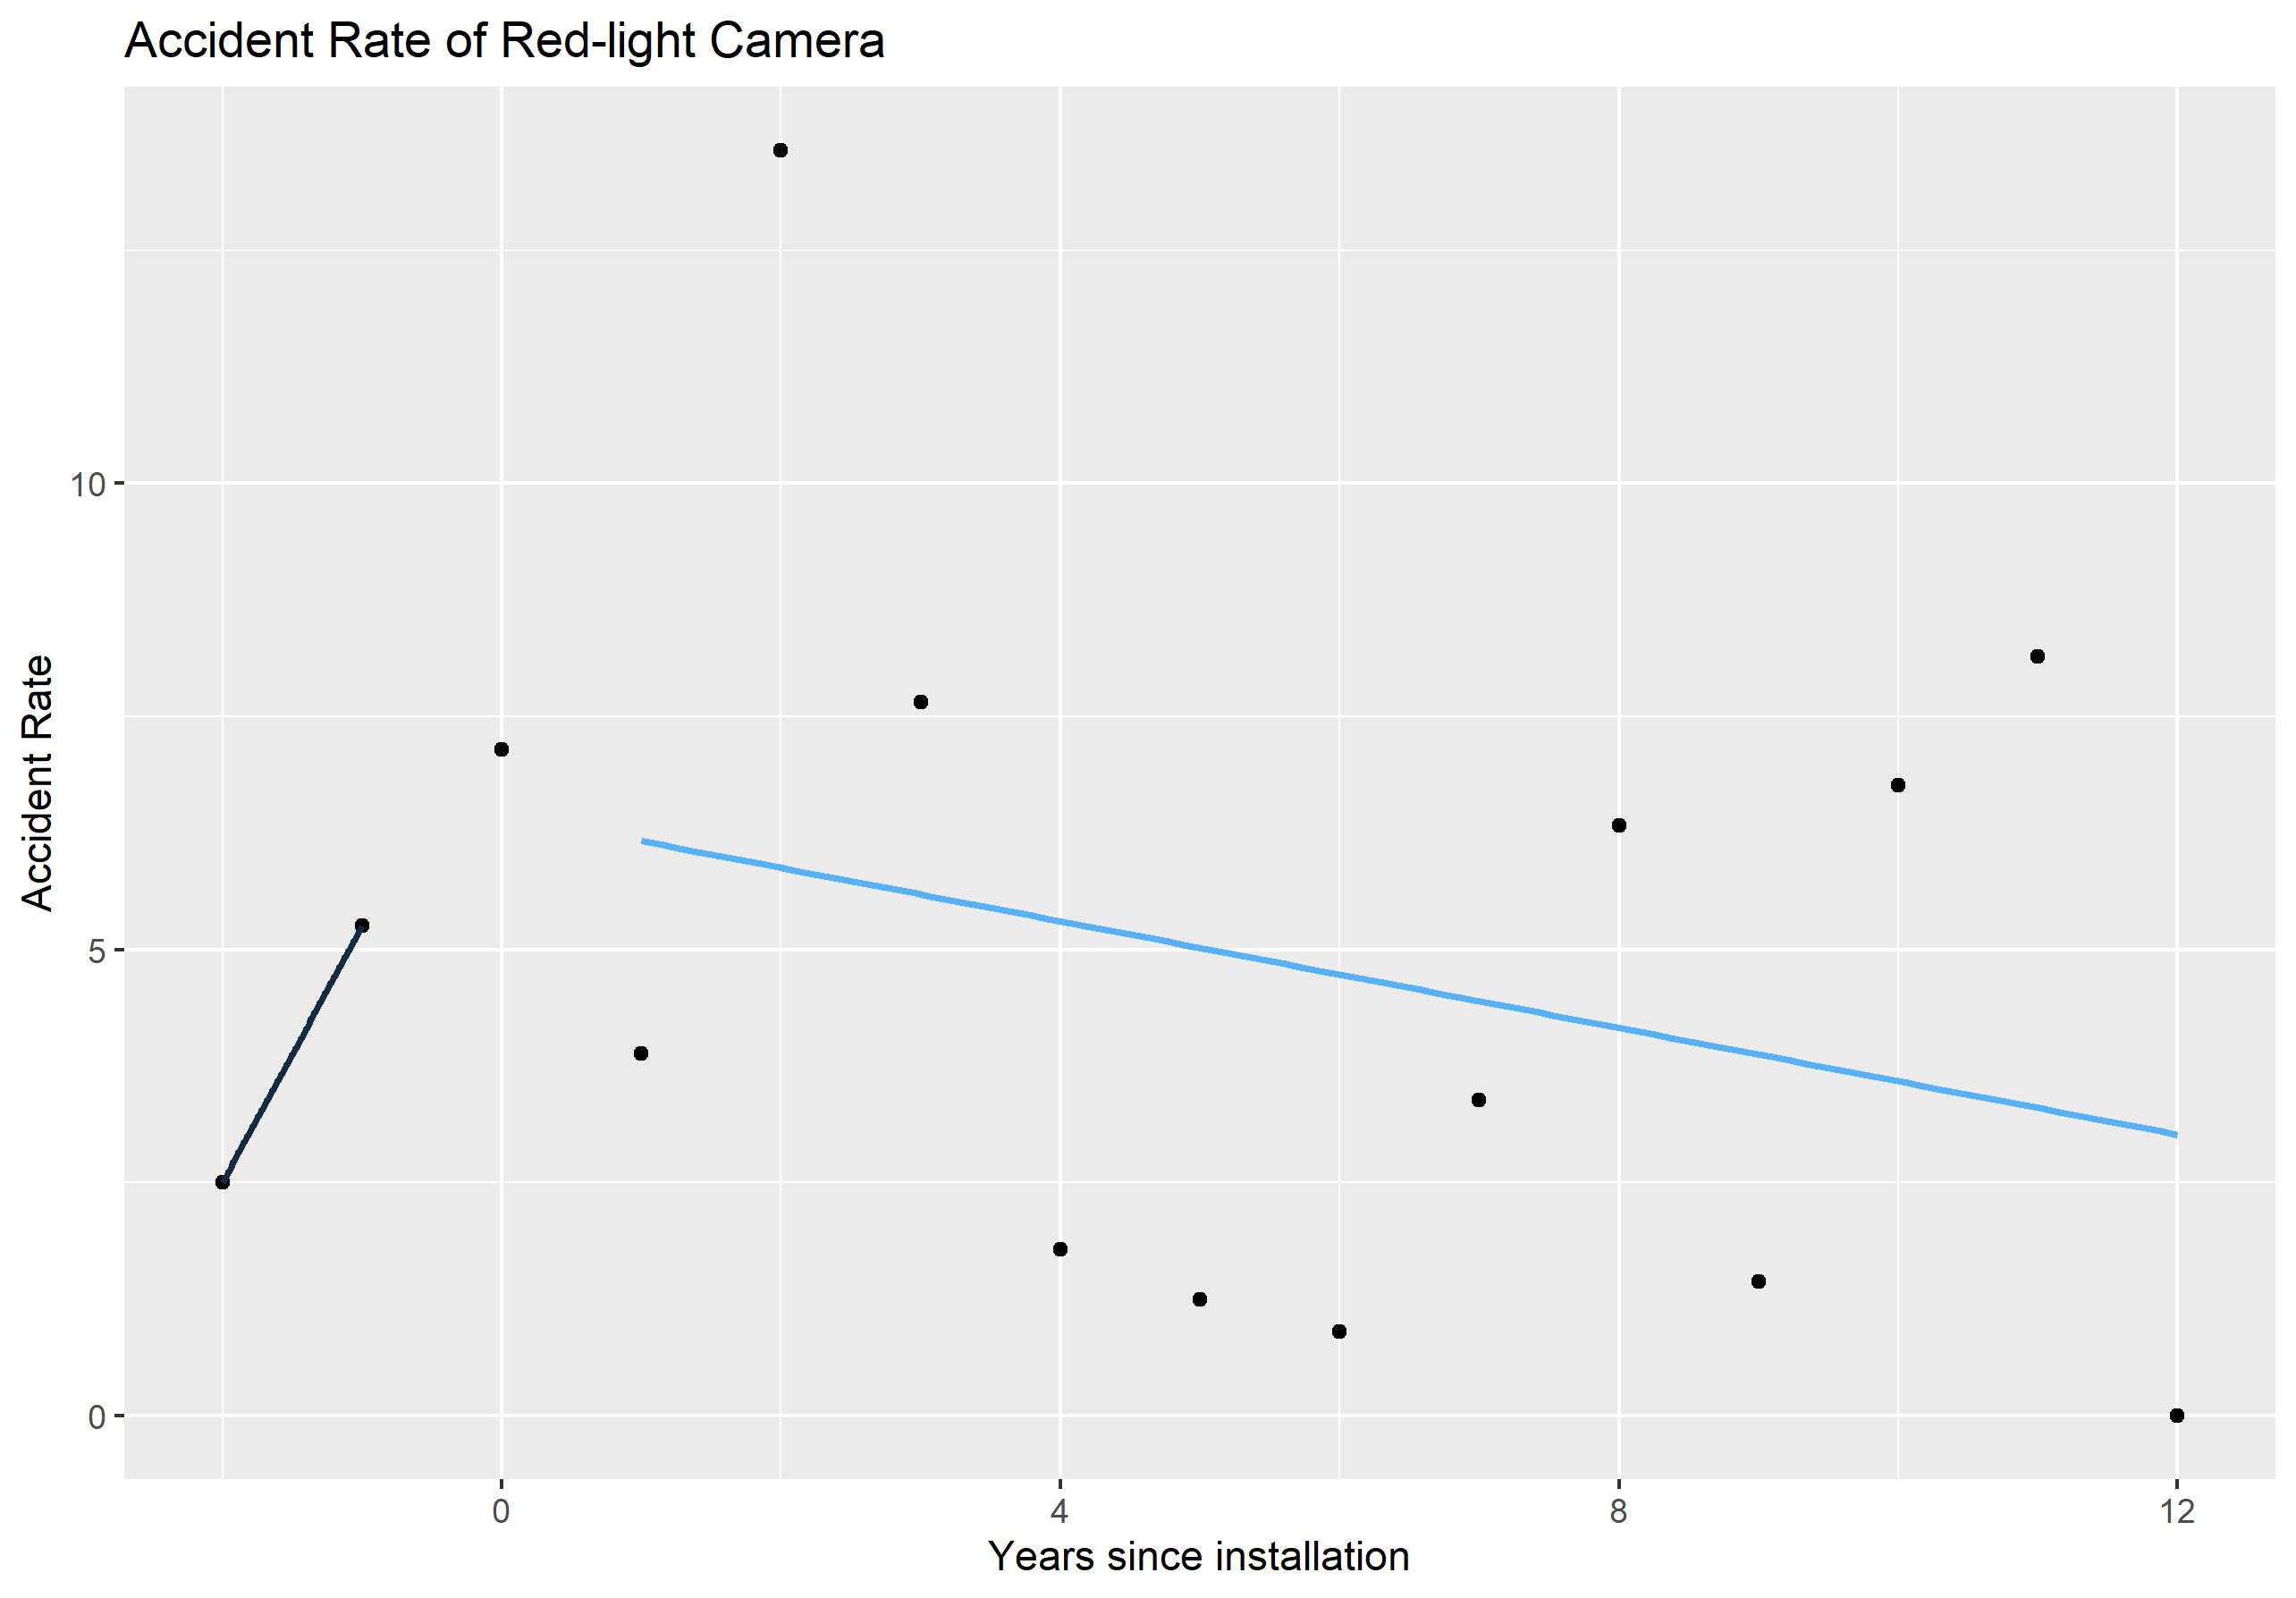 Accident Rate of Red-light Camera
Accident Rate
10
5
0
0 4 8 12
Years since installation